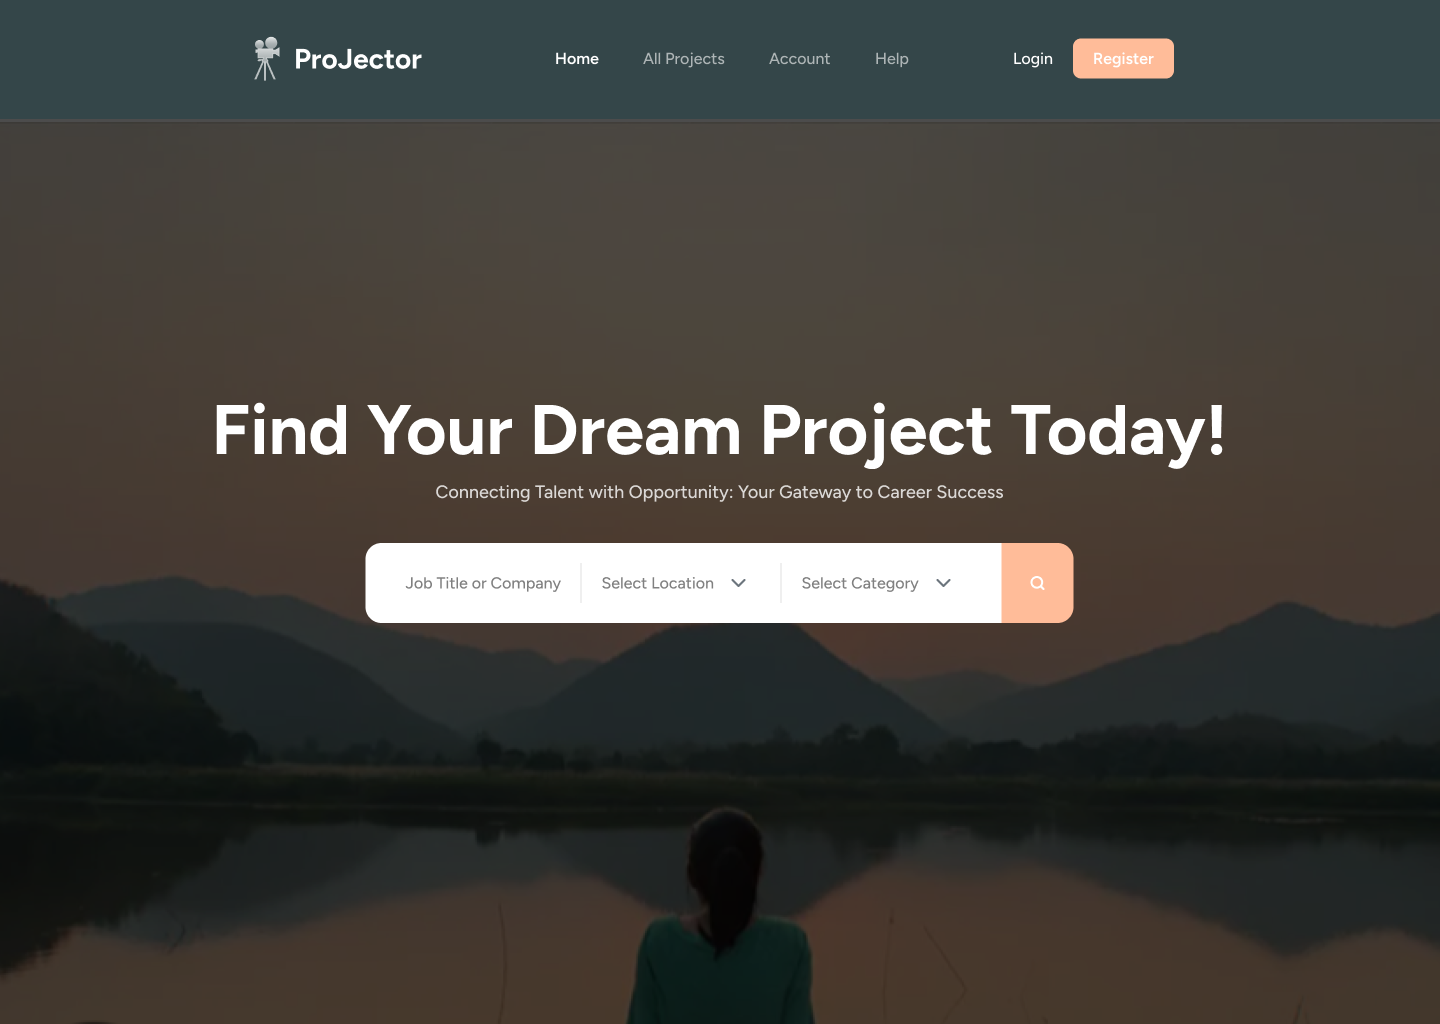 ProJector
Home All Projects Account Help Login Register
Find Your Dream Project Today!
Connecting Talent with Opportunity: Your Gateway to Career Success
Job Title or Company Select Location Select Category